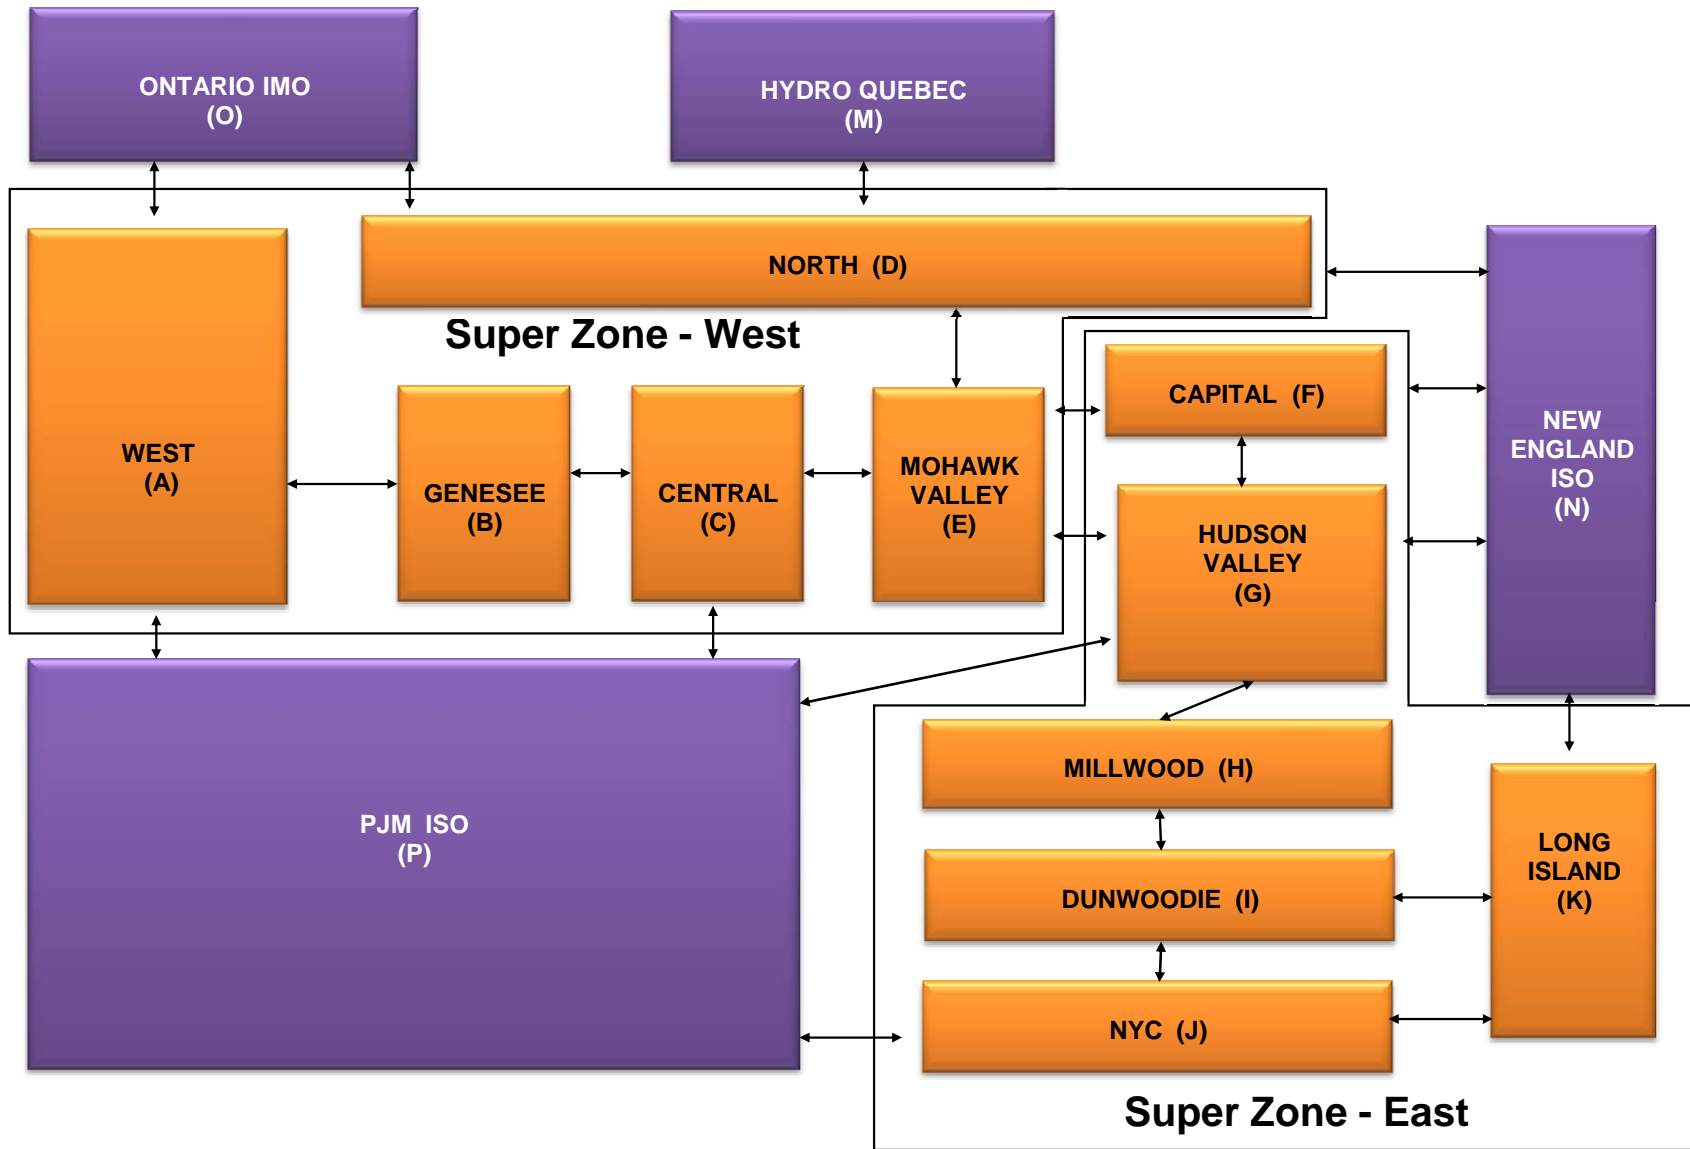 ONTARIO IMO
(O)
HYDRO QUEBEC
(M)
NORTH (D)
Super Zone - West
WEST
(A)
GENESEE
(B)
CENTRAL
(C)
MOHAWK
VALLEY
(E)
CAPITAL (F)
HUDSON
VALLEY
(G)
NEW
ENGLAND
ISO
(N)
PJM ISO
(P)
MILLWOOD (H)
DUNWOODIE (I)
NYC (J)
LONG
ISLAND
(K)
Super Zone - East